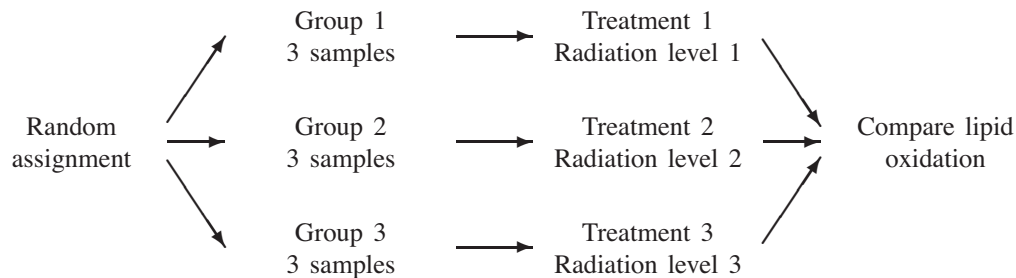 Random
assignment
Group 1
3 samples
Treatment 1
Radiation level 1
Group 2
3 samples
Treatment 2
Radiation level 2
Group 3
3 samples
Treatment 3
Radiation level 3
Compare lipid
oxidation